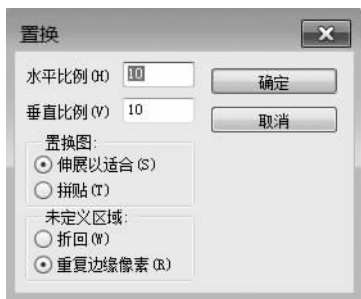 置换
水平比例(H) 10
确定
垂直比例(V) 10
取消
置换图:
伸展以适合(S)
拼贴(T)
未定义区域:
折回(W)
重复边缘像素(R)